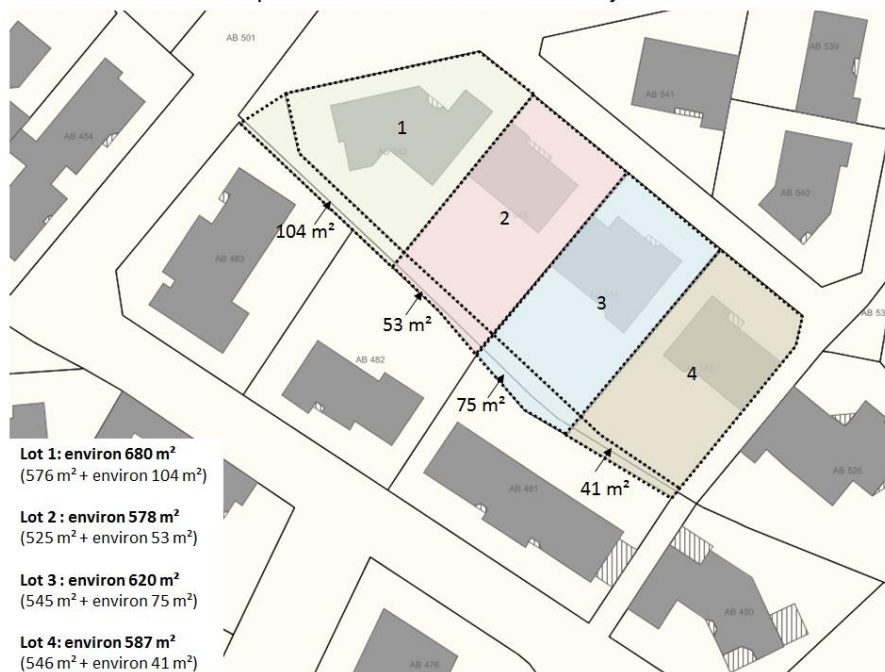 AB 501
AB 539
AB 541
AB 484
1
AB 540
2
104 m²
AB 483
3
53 m²
AB 482
4
75 m²
Lot 1: environ 680 m²
(576 m² + environ 104 m²)
AB 526
AB 481
41 m²
Lot 2 : environ 578 m²
(525 m² + environ 53 m²)
Lot 3 : environ 620 m²
(545 m² + environ 75 m²)
AB 480
Lot 4: environ 587 m²
(546 m² + environ 41 m²)
AB 476